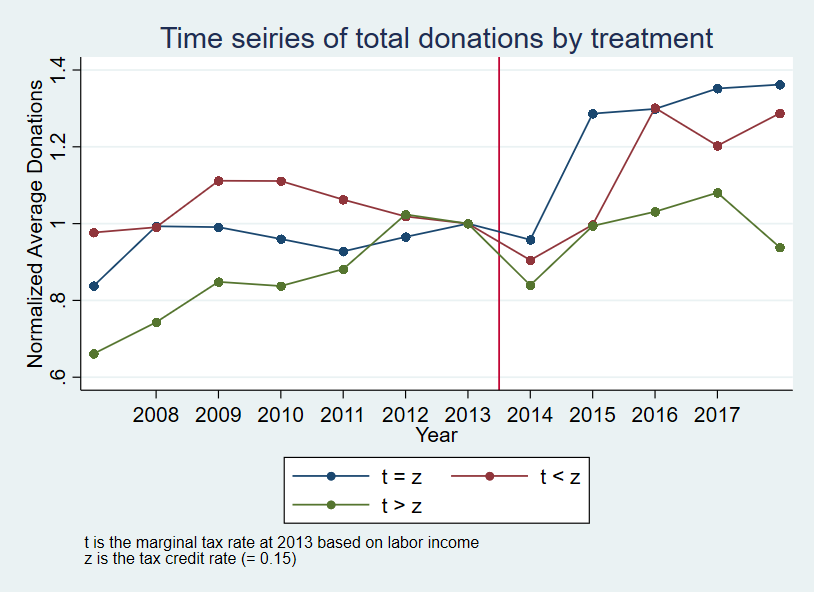 Time seiries of total donations by treatment
Normalized Average Donations
1.4
1.2
1
.8
.6
2008 2009 2010 2011 2012 2013 2014 2015 2016 2017
Year
t = z t < z
t > z
t is the marginal tax rate at 2013 based on labor income
z is the tax credit rate (= 0.15)